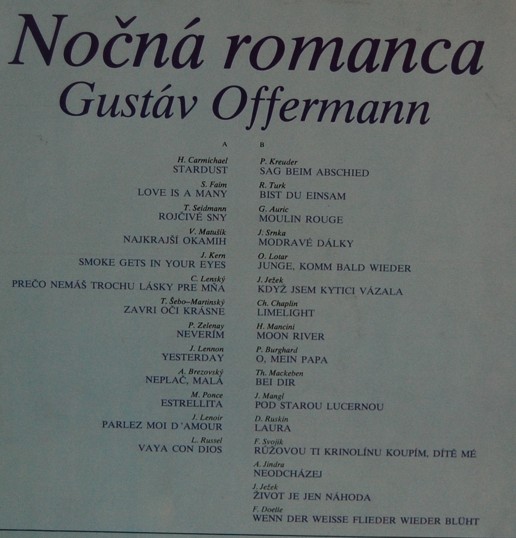 Nočná romanca
Gustáv Offermann
A
H. Carmichael
STARDUST
S. Faim
LOVE IS A MANY
T. Seidmann
ROJČIVÉ SNY
V. Matušík
NAJKRAJŠÍ OKAMIH
J. Kern
SMOKE GETS IN YOUR EYES
C. Lenský
PREČO NEMÁŠ TROCHU LÁSKY PRE MŇA
T. Šebo–Martinský
ZAVRI OČI KRÁSNE
P. Zelenay
NEVERÍM
J. Lennon
YESTERDAY
A. Brezovský
NEPLAČ, MALÁ
M. Ponce
ESTRELLITA
J. Lenoir
PARLEZ MOI D'AMOUR
L. Russel
VAYA CON DIOS
B
P. Kreuder
SAG BEIM ABSCHIED
R. Turk
BIST DU EINSAM
G. Auric
MOULIN ROUGE
J. Srnka
MODRAVÉ DÁLKY
O. Lotar
JUNGE, KOMM BALD WIEDER
J. Ježek
KDYŽ JSEM KYTICI VÁZALA
Ch. Chaplin
LIMELIGHT
H. Mancini
MOON RIVER
P. Burghard
O, MEIN PAPA
Th. Mackeben
BEI DIR
J. Mangl
POD STAROU LUCERNOU
D. Ruskin
LAURA
F. Svojík
RŮŽOVOU TI KRINOLÍNU KOUPÍM, DÍTĚ MÉ
A. Jindra
NEODCHÁZEJ
J. Ježek
ŽIVOT JE JEN NÁHODA
F. Doelle
WENN DER WEISSE FLIEDER WIEDER BLÜHT